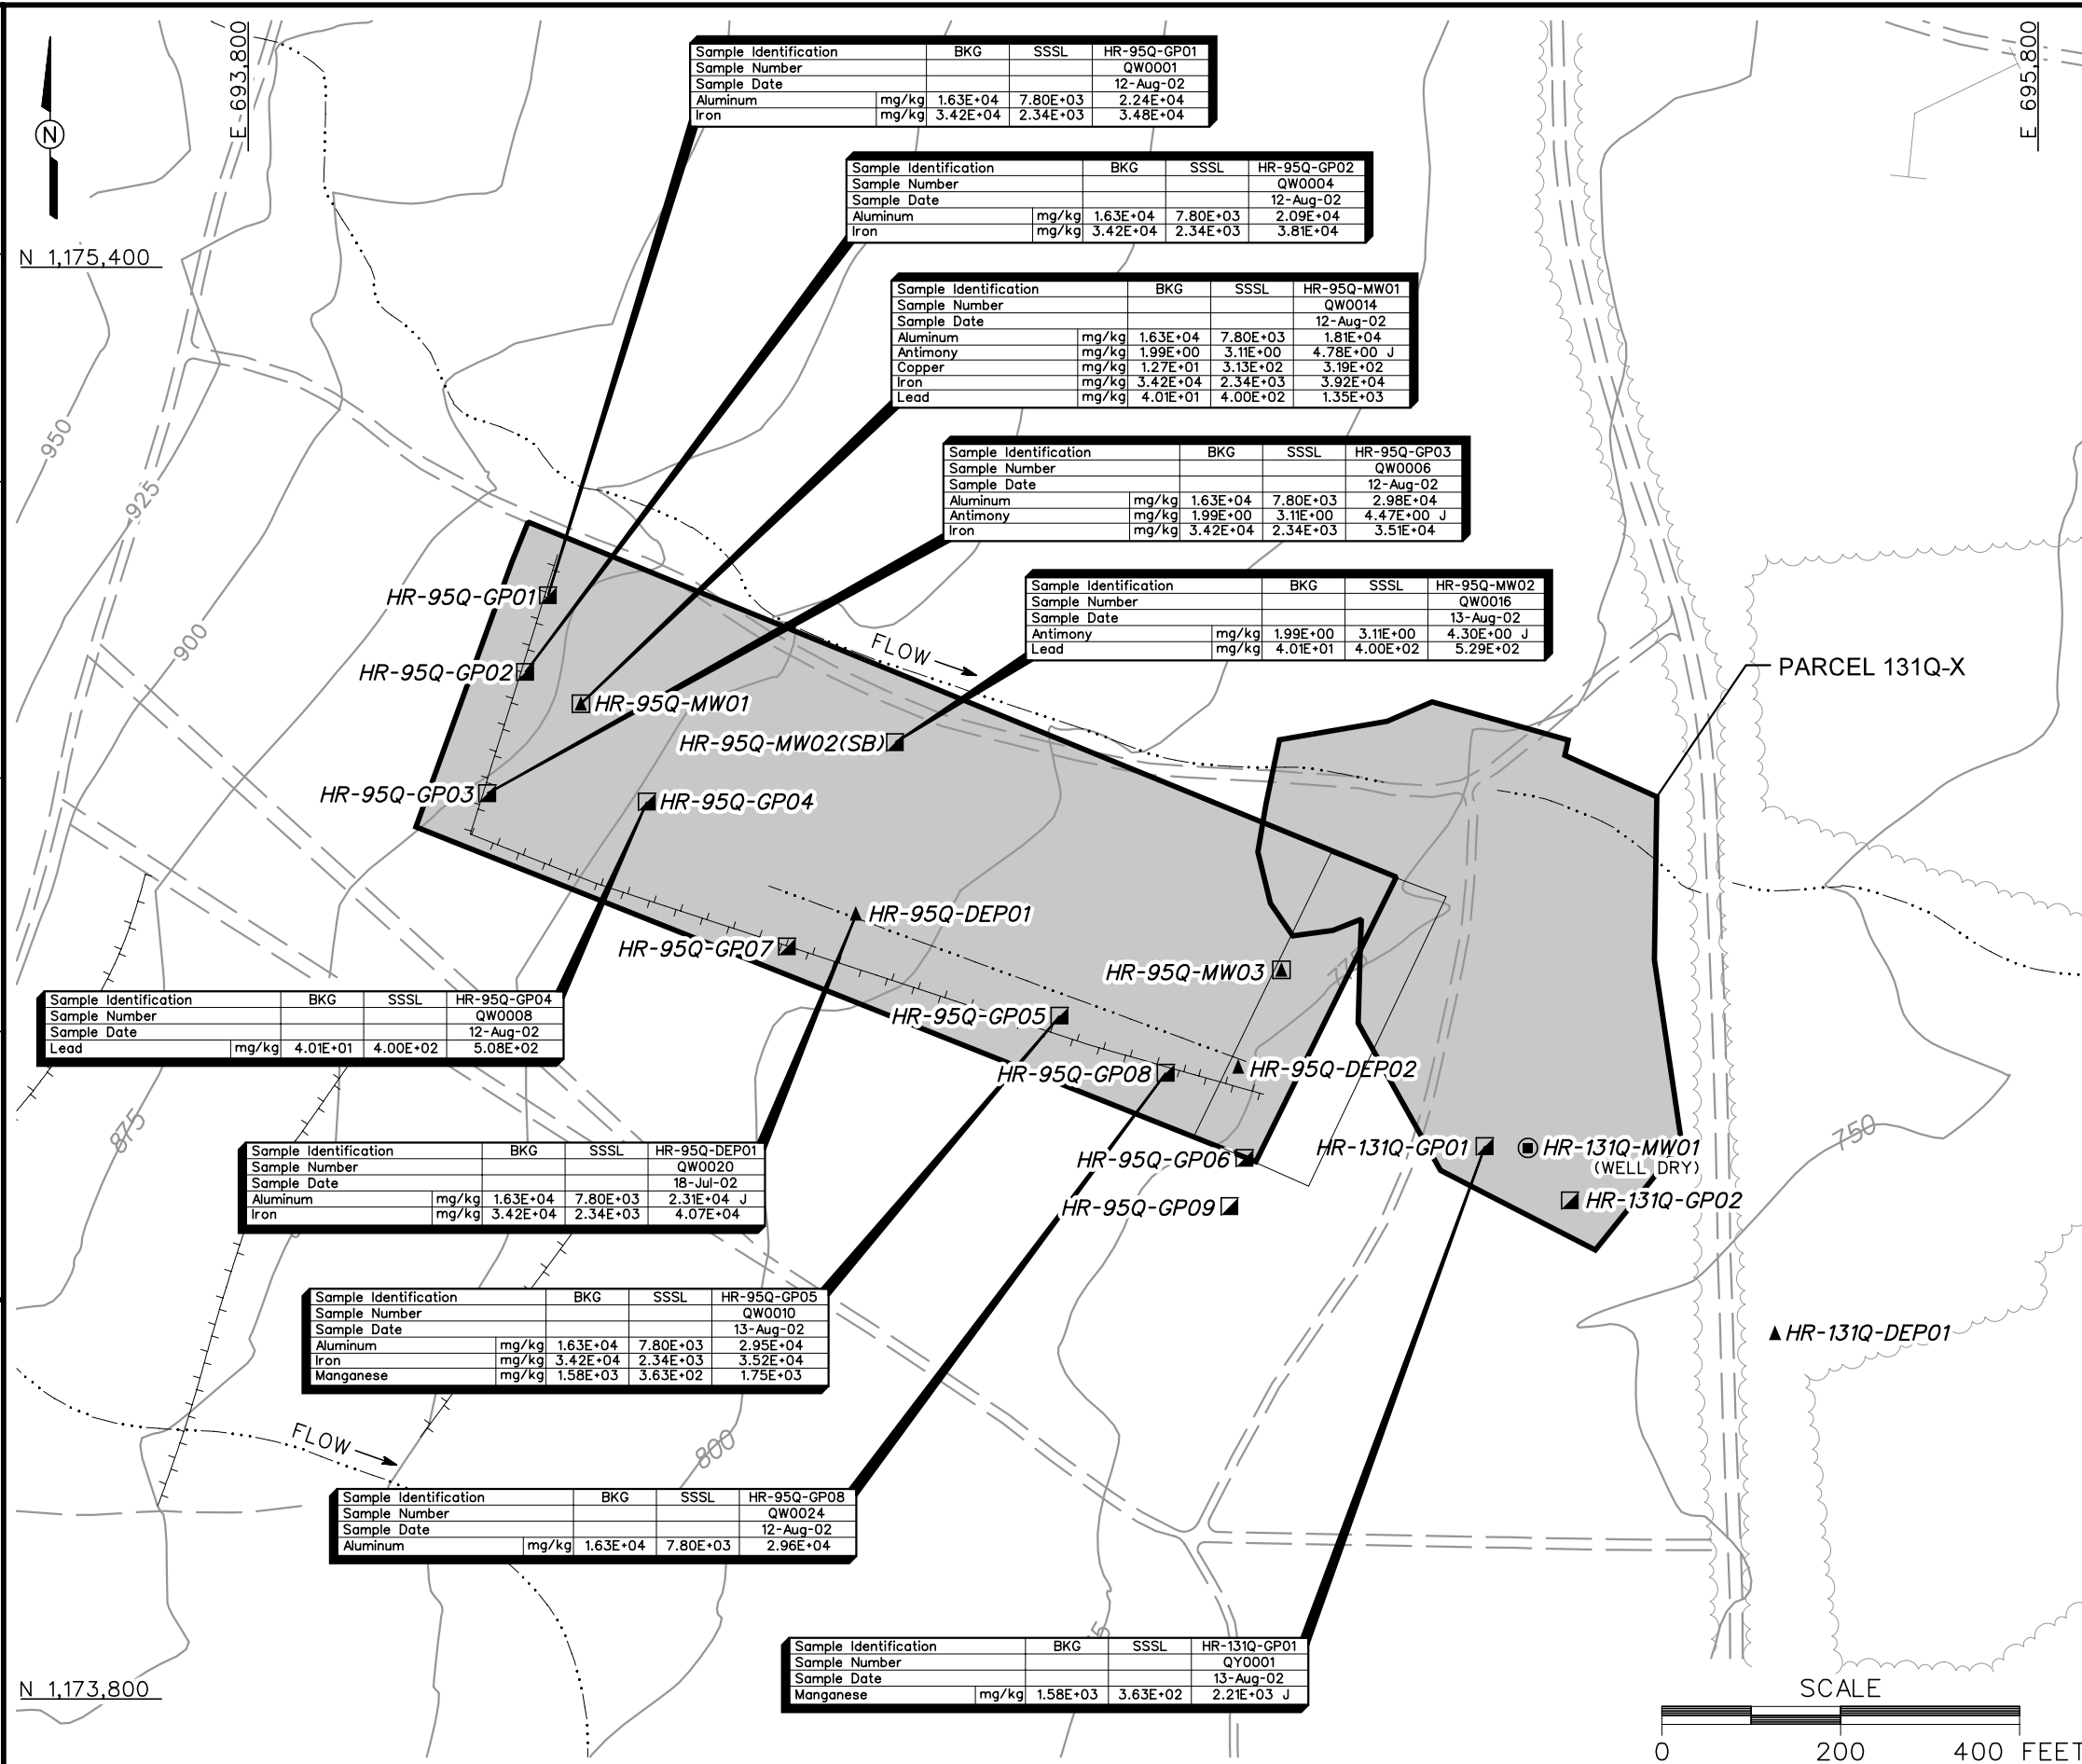 E 693,800
E 695,800
N
N 1,175,400
Sample Identification BKG SSSL HR-95Q-GP01
Sample Number QW0001
Sample Date 12-Aug-02
Aluminum mg/kg 1.63E+04 7.80E+03 2.24E+04
Iron mg/kg 3.42E+04 2.34E+03 3.48E+04
Sample Identification BKG SSSL HR-95Q-GP02
Sample Number QW0004
Sample Date 12-Aug-02
Aluminum mg/kg 1.63E+04 7.80E+03 2.09E+04
Iron mg/kg 3.42E+04 2.34E+03 3.81E+04
Sample Identification BKG SSSL HR-95Q-MW01
Sample Number QW0014
Sample Date 12-Aug-02
Aluminum mg/kg 1.63E+04 7.80E+03 1.81E+04
Antimony mg/kg 1.99E+00 3.11E+00 4.78E+00 J
Copper mg/kg 1.27E+01 3.13E+02 3.19E+02
Iron mg/kg 3.42E+04 2.34E+03 3.92E+04
Lead mg/kg 4.01E+01 4.00E+02 1.35E+03
Sample Identification BKG SSSL HR-95Q-GP03
Sample Number QW0006
Sample Date 12-Aug-02
Aluminum mg/kg 1.63E+04 7.80E+03 2.98E+04
Antimony mg/kg 1.99E+00 3.11E+00 4.47E+00 J
Iron mg/kg 3.42E+04 2.34E+03 3.51E+04
Sample Identification BKG SSSL HR-95Q-MW02
Sample Number QW0016
Sample Date 13-Aug-02
Antimony mg/kg 1.99E+00 3.11E+00 4.30E+00 J
Lead mg/kg 4.01E+01 4.00E+02 5.29E+02
950
925
900
HR-95Q-GP01
HR-95Q-GP02
HR-95Q-MW01
FLOW
PARCEL 131Q-X
HR-95Q-MW02(SB)
HR-95Q-GP03
HR-95Q-GP04
HR-95Q-DEP01
HR-95Q-GP07
HR-95Q-MW03
775
HR-95Q-GP05
HR-95Q-DEP02
HR-95Q-GP08
HR-95Q-GP06
HR-131Q-GP01
HR-131Q-MW01
(WELL DRY)
HR-95Q-GP09
HR-131Q-GP02
750
HR-131Q-DEP01
Sample Identification BKG SSSL HR-95Q-GP04
Sample Number QW0008
Sample Date 12-Aug-02
Lead mg/kg 4.01E+01 4.00E+02 5.08E+02
875
Sample Identification BKG SSSL HR-95Q-DEP01
Sample Number QW0020
Sample Date 18-Jul-02
Aluminum mg/kg 1.63E+04 7.80E+03 2.31E+04 J
Iron mg/kg 3.42E+04 2.34E+03 4.07E+04
Sample Identification BKG SSSL HR-95Q-GP05
Sample Number QW0010
Sample Date 13-Aug-02
Aluminum mg/kg 1.63E+04 7.80E+03 2.95E+04
Iron mg/kg 3.42E+04 2.34E+03 3.52E+04
Manganese mg/kg 1.58E+03 3.63E+02 1.75E+03
FLOW
800
Sample Identification BKG SSSL HR-95Q-GP08
Sample Number QW0024
Sample Date 12-Aug-02
Aluminum mg/kg 1.63E+04 7.80E+03 2.96E+04
Sample Identification BKG SSSL HR-131Q-GP01
Sample Number QY0001
Sample Date 13-Aug-02
Manganese mg/kg 1.58E+03 3.63E+02 2.21E+03 J
N 1,173,800
SCALE
0 200 400 FEET